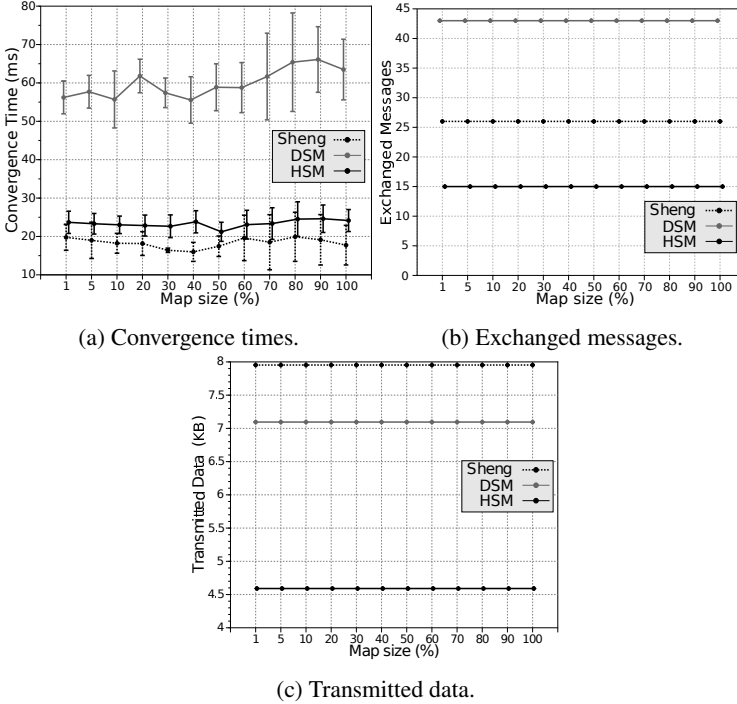 80
70
60
50
40
30
20
10
Convergence Time (ms)
Sheng
DSM
HSM
1 5 10 20 30 40 50 60 70 80 90 100
Map size (%)
(a) Convergence times.
45
40
35
30
25
20
15
10
5
0
Exchanged Messages
Sheng
DSM
HSM
1 5 10 20 30 40 50 60 70 80 90 100
Map size (%)
(b) Exchanged messages.
8
7.5
7
6.5
6
5.5
5
4.5
4
Transmitted Data (KB)
Sheng
DSM
HSM
1 5 10 20 30 40 50 60 70 80 90 100
Map size (%)
(c) Transmitted data.